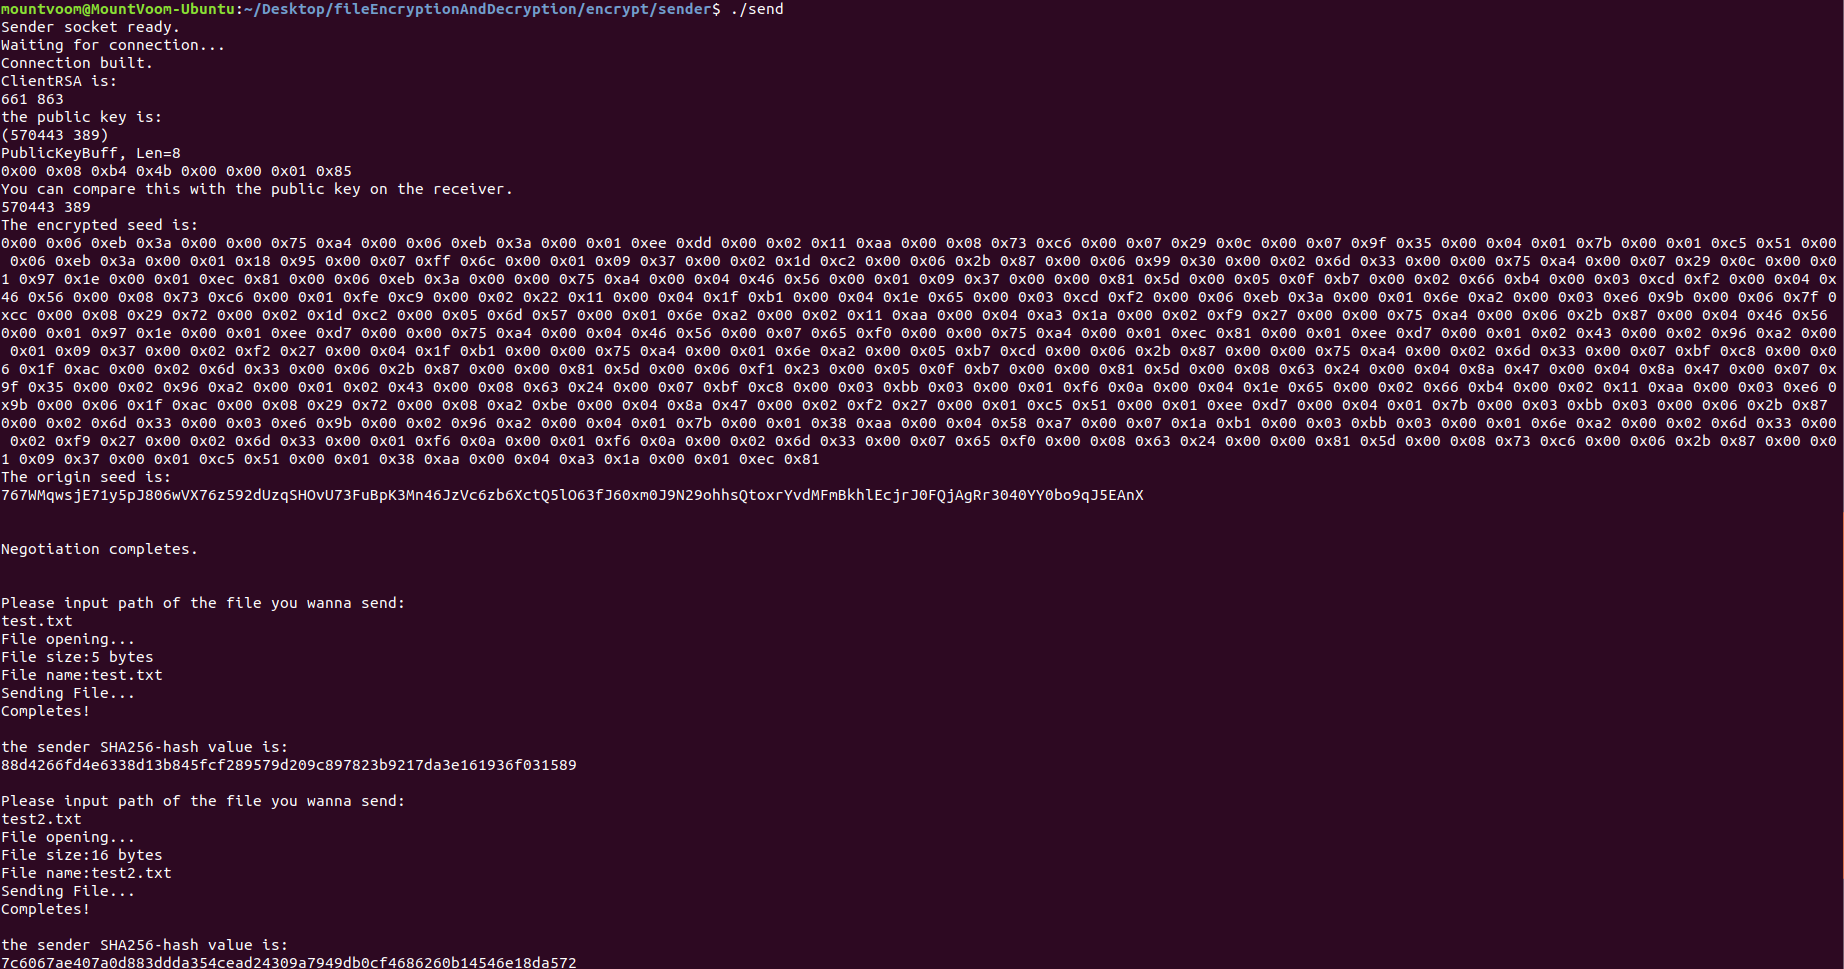 mountvoom@MountVoom-Ubuntu:~/Desktop/fileEncryptionAndDecryption/encrypt/sender$ ./send
Sender socket ready.
Waiting for connection...
Connection built.
ClientRSA is:
661 863
the public key is:
(570443 389)
PublicKeyBuff, Len=8
0x00 0x08 0xb4 0x4b 0x00 0x00 0x01 0x85
You can compare this with the public key on the receiver.
570443 389
The encrypted seed is:
0x00 0x06 0xeb 0x3a 0x00 0x00 0x75 0xa4 0x00 0x06 0xeb 0x3a 0x00 0x01 0xee 0xdd 0x00 0x02 0x11 0xaa 0x00 0x08 0x73 0xc6 0x00 0x07 0x29 0x0c 0x00 0x07 0x9f 0x35 0x00 0x04 0x01 0x7b 0x00 0x01 0xc5 0x51 0x00
0x06 0xeb 0x3a 0x00 0x01 0x18 0x95 0x00 0x07 0xff 0x6c 0x00 0x01 0x09 0x37 0x00 0x02 0x1d 0xc2 0x00 0x06 0x2b 0x87 0x00 0x06 0x99 0x30 0x00 0x02 0x6d 0x33 0x00 0x00 0x75 0xa4 0x00 0x07 0x29 0x0c 0x00 0x0
1 0x97 0x1e 0x00 0x01 0xec 0x81 0x00 0x06 0xeb 0x3a 0x00 0x00 0x75 0xa4 0x00 0x04 0x46 0x56 0x00 0x01 0x09 0x37 0x00 0x00 0x81 0x5d 0x00 0x05 0x0f 0xb7 0x00 0x02 0x66 0xb4 0x00 0x03 0xcd 0xf2 0x00 0x04 0x
46 0x56 0x00 0x08 0x73 0xc6 0x00 0x01 0xfe 0xc9 0x00 0x02 0x22 0x11 0x00 0x04 0x1f 0xb1 0x00 0x04 0x1e 0x65 0x00 0x03 0xcd 0xf2 0x00 0x06 0xeb 0x3a 0x00 0x01 0x6e 0xa2 0x00 0x03 0xe6 0x9b 0x00 0x06 0x7f 0
xcc 0x00 0x08 0x29 0x72 0x00 0x02 0x1d 0xc2 0x00 0x05 0x6d 0x57 0x00 0x01 0x6e 0xa2 0x00 0x02 0x11 0xaa 0x00 0x04 0xa3 0x1a 0x00 0x02 0xf9 0x27 0x00 0x00 0x75 0xa4 0x00 0x06 0x2b 0x87 0x00 0x04 0x46 0x56
0x00 0x01 0x97 0x1e 0x00 0x01 0xee 0xd7 0x00 0x00 0x75 0xa4 0x00 0x04 0x46 0x56 0x00 0x07 0x65 0xf0 0x00 0x00 0x75 0xa4 0x00 0x01 0xec 0x81 0x00 0x01 0xee 0xd7 0x00 0x01 0x02 0x43 0x00 0x02 0x96 0xa2 0x00
0x01 0x09 0x37 0x00 0x02 0xf2 0x27 0x00 0x04 0x1f 0xb1 0x00 0x00 0x75 0xa4 0x00 0x01 0x6e 0xa2 0x00 0x05 0xb7 0xcd 0x00 0x06 0x2b 0x87 0x00 0x00 0x75 0xa4 0x00 0x02 0x6d 0x33 0x00 0x07 0xbf 0xc8 0x00 0x0
6 0x1f 0xac 0x00 0x02 0x6d 0x33 0x00 0x06 0x2b 0x87 0x00 0x00 0x81 0x5d 0x00 0x06 0xf1 0x23 0x00 0x05 0x0f 0xb7 0x00 0x00 0x81 0x5d 0x00 0x08 0x63 0x24 0x00 0x04 0x8a 0x47 0x00 0x04 0x8a 0x47 0x00 0x07 0x
9f 0x35 0x00 0x02 0x96 0xa2 0x00 0x01 0x02 0x43 0x00 0x08 0x63 0x24 0x00 0x07 0xbf 0xc8 0x00 0x03 0xbb 0x03 0x00 0x01 0xf6 0x0a 0x00 0x04 0x1e 0x65 0x00 0x02 0x66 0xb4 0x00 0x02 0x11 0xaa 0x00 0x03 0xe6 0
x9b 0x00 0x06 0x1f 0xac 0x00 0x08 0x29 0x72 0x00 0x08 0xa2 0xbe 0x00 0x04 0x8a 0x47 0x00 0x02 0xf2 0x27 0x00 0x01 0xc5 0x51 0x00 0x01 0xee 0xd7 0x00 0x04 0x01 0x7b 0x00 0x03 0xbb 0x03 0x00 0x06 0x2b 0x87
0x00 0x02 0x6d 0x33 0x00 0x03 0xe6 0x9b 0x00 0x02 0x96 0xa2 0x00 0x04 0x01 0x7b 0x00 0x01 0x38 0xaa 0x00 0x04 0x58 0xa7 0x00 0x07 0x1a 0xb1 0x00 0x03 0xbb 0x03 0x00 0x01 0x6e 0xa2 0x00 0x02 0x6d 0x33 0x00
0x02 0xf9 0x27 0x00 0x02 0x6d 0x33 0x00 0x01 0xf6 0x0a 0x00 0x01 0xf6 0x0a 0x00 0x02 0x6d 0x33 0x00 0x07 0x65 0xf0 0x00 0x08 0x63 0x24 0x00 0x00 0x81 0x5d 0x00 0x08 0x73 0xc6 0x00 0x06 0x2b 0x87 0x00 0x0
1 0x09 0x37 0x00 0x01 0xc5 0x51 0x00 0x01 0x38 0xaa 0x00 0x04 0xa3 0x1a 0x00 0x01 0xec 0x81
The origin seed is:
767WMqwsjE71y5pJ806wVX76z592dUzqSHOvU73FuBpK3Mn46JzVc6zb6XctQ5lO63fJ60xm0J9N29ohhsQtoxrYvdMFmBkhlEcjrJ0FQjAgRr3040YY0bo9qJ5EAnX
Negotiation completes.
Please input path of the file you wanna send:
test.txt
File opening...
File size:5 bytes
File name:test.txt
Sending File...
Completes!
the sender SHA256-hash value is:
88d4266fd4e6338d13b845fcf289579d209c897823b9217da3e161936f031589
Please input path of the file you wanna send:
test2.txt
File opening...
File size:16 bytes
File name:test2.txt
Sending File...
Completes!
the sender SHA256-hash value is:
7c6067ae407a0d883ddda354cead24309a7949db0cf4686260b14546e18da572